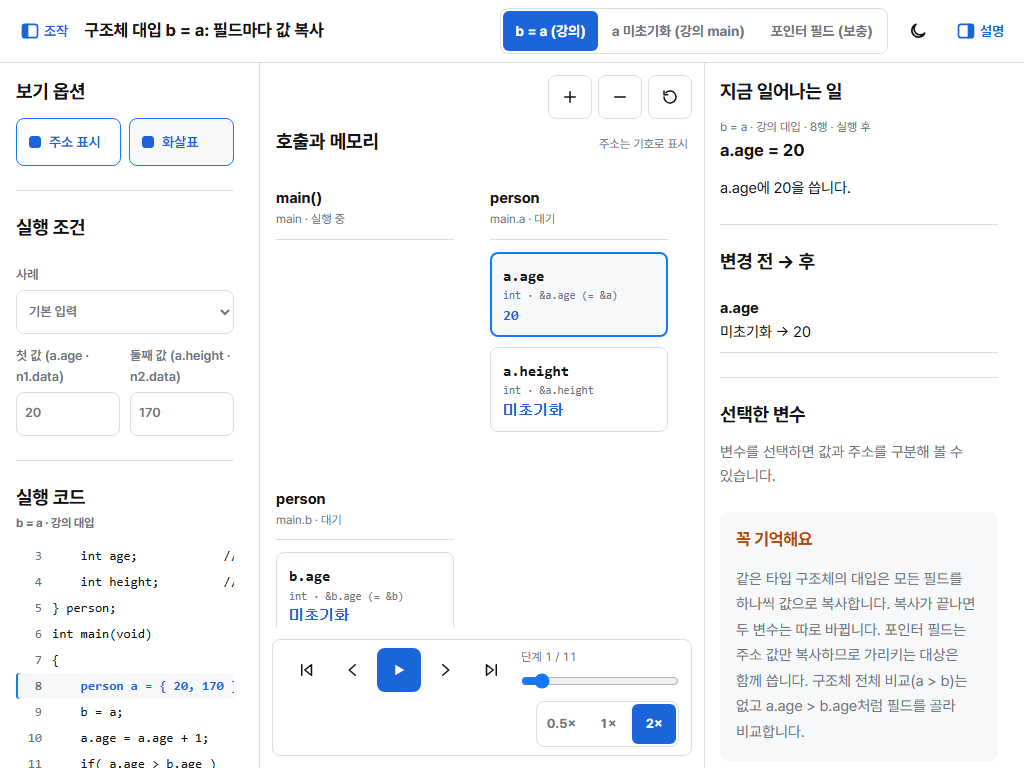 조작
구조체 대입 b = a: 필드마다 값 복사
b = a (강의)
a 미초기화 (강의 main)
포인터 필드 (보충)
설명
보기 옵션
주소 표시
화살표
실행 조건
사례
기본 입력
첫 값 (a.age ·
n1.data)
둘째 값 (a.height ·
n2.data)
20
170
실행 코드
b = a · 강의 대입
3 int age; //
4 int height; //
5 } person;
6 int main(void)
7 {
8 person a = { 20, 170 }
9 b = a;
10 a.age = a.age + 1;
11 if( a.age > b.age )
호출과 메모리
주소는 기호로 표시
main()
main · 실행 중
person
main.a · 대기
a.age
int · &a.age (= &a)
20
a.height
int · &a.height
미초기화
person
main.b · 대기
b.age
int · &b.age (= &b)
미초기화
단계 1 / 11
0.5×
1×
2×
지금 일어나는 일
b = a · 강의 대입 · 8행 · 실행 후
a.age = 20
a.age에 20을 씁니다.
변경 전 → 후
a.age
미초기화 → 20
선택한 변수
변수를 선택하면 값과 주소를 구분해 볼 수
있습니다.
꼭 기억해요
같은 타입 구조체의 대입은 모든 필드를
하나씩 값으로 복사합니다. 복사가 끝나면
두 변수는 따로 바뀝니다. 포인터 필드는
주소 값만 복사하므로 가리키는 대상은
함께 씁니다. 구조체 전체 비교(a > b)는
없고 a.age > b.age처럼 필드를 골라
비교합니다.